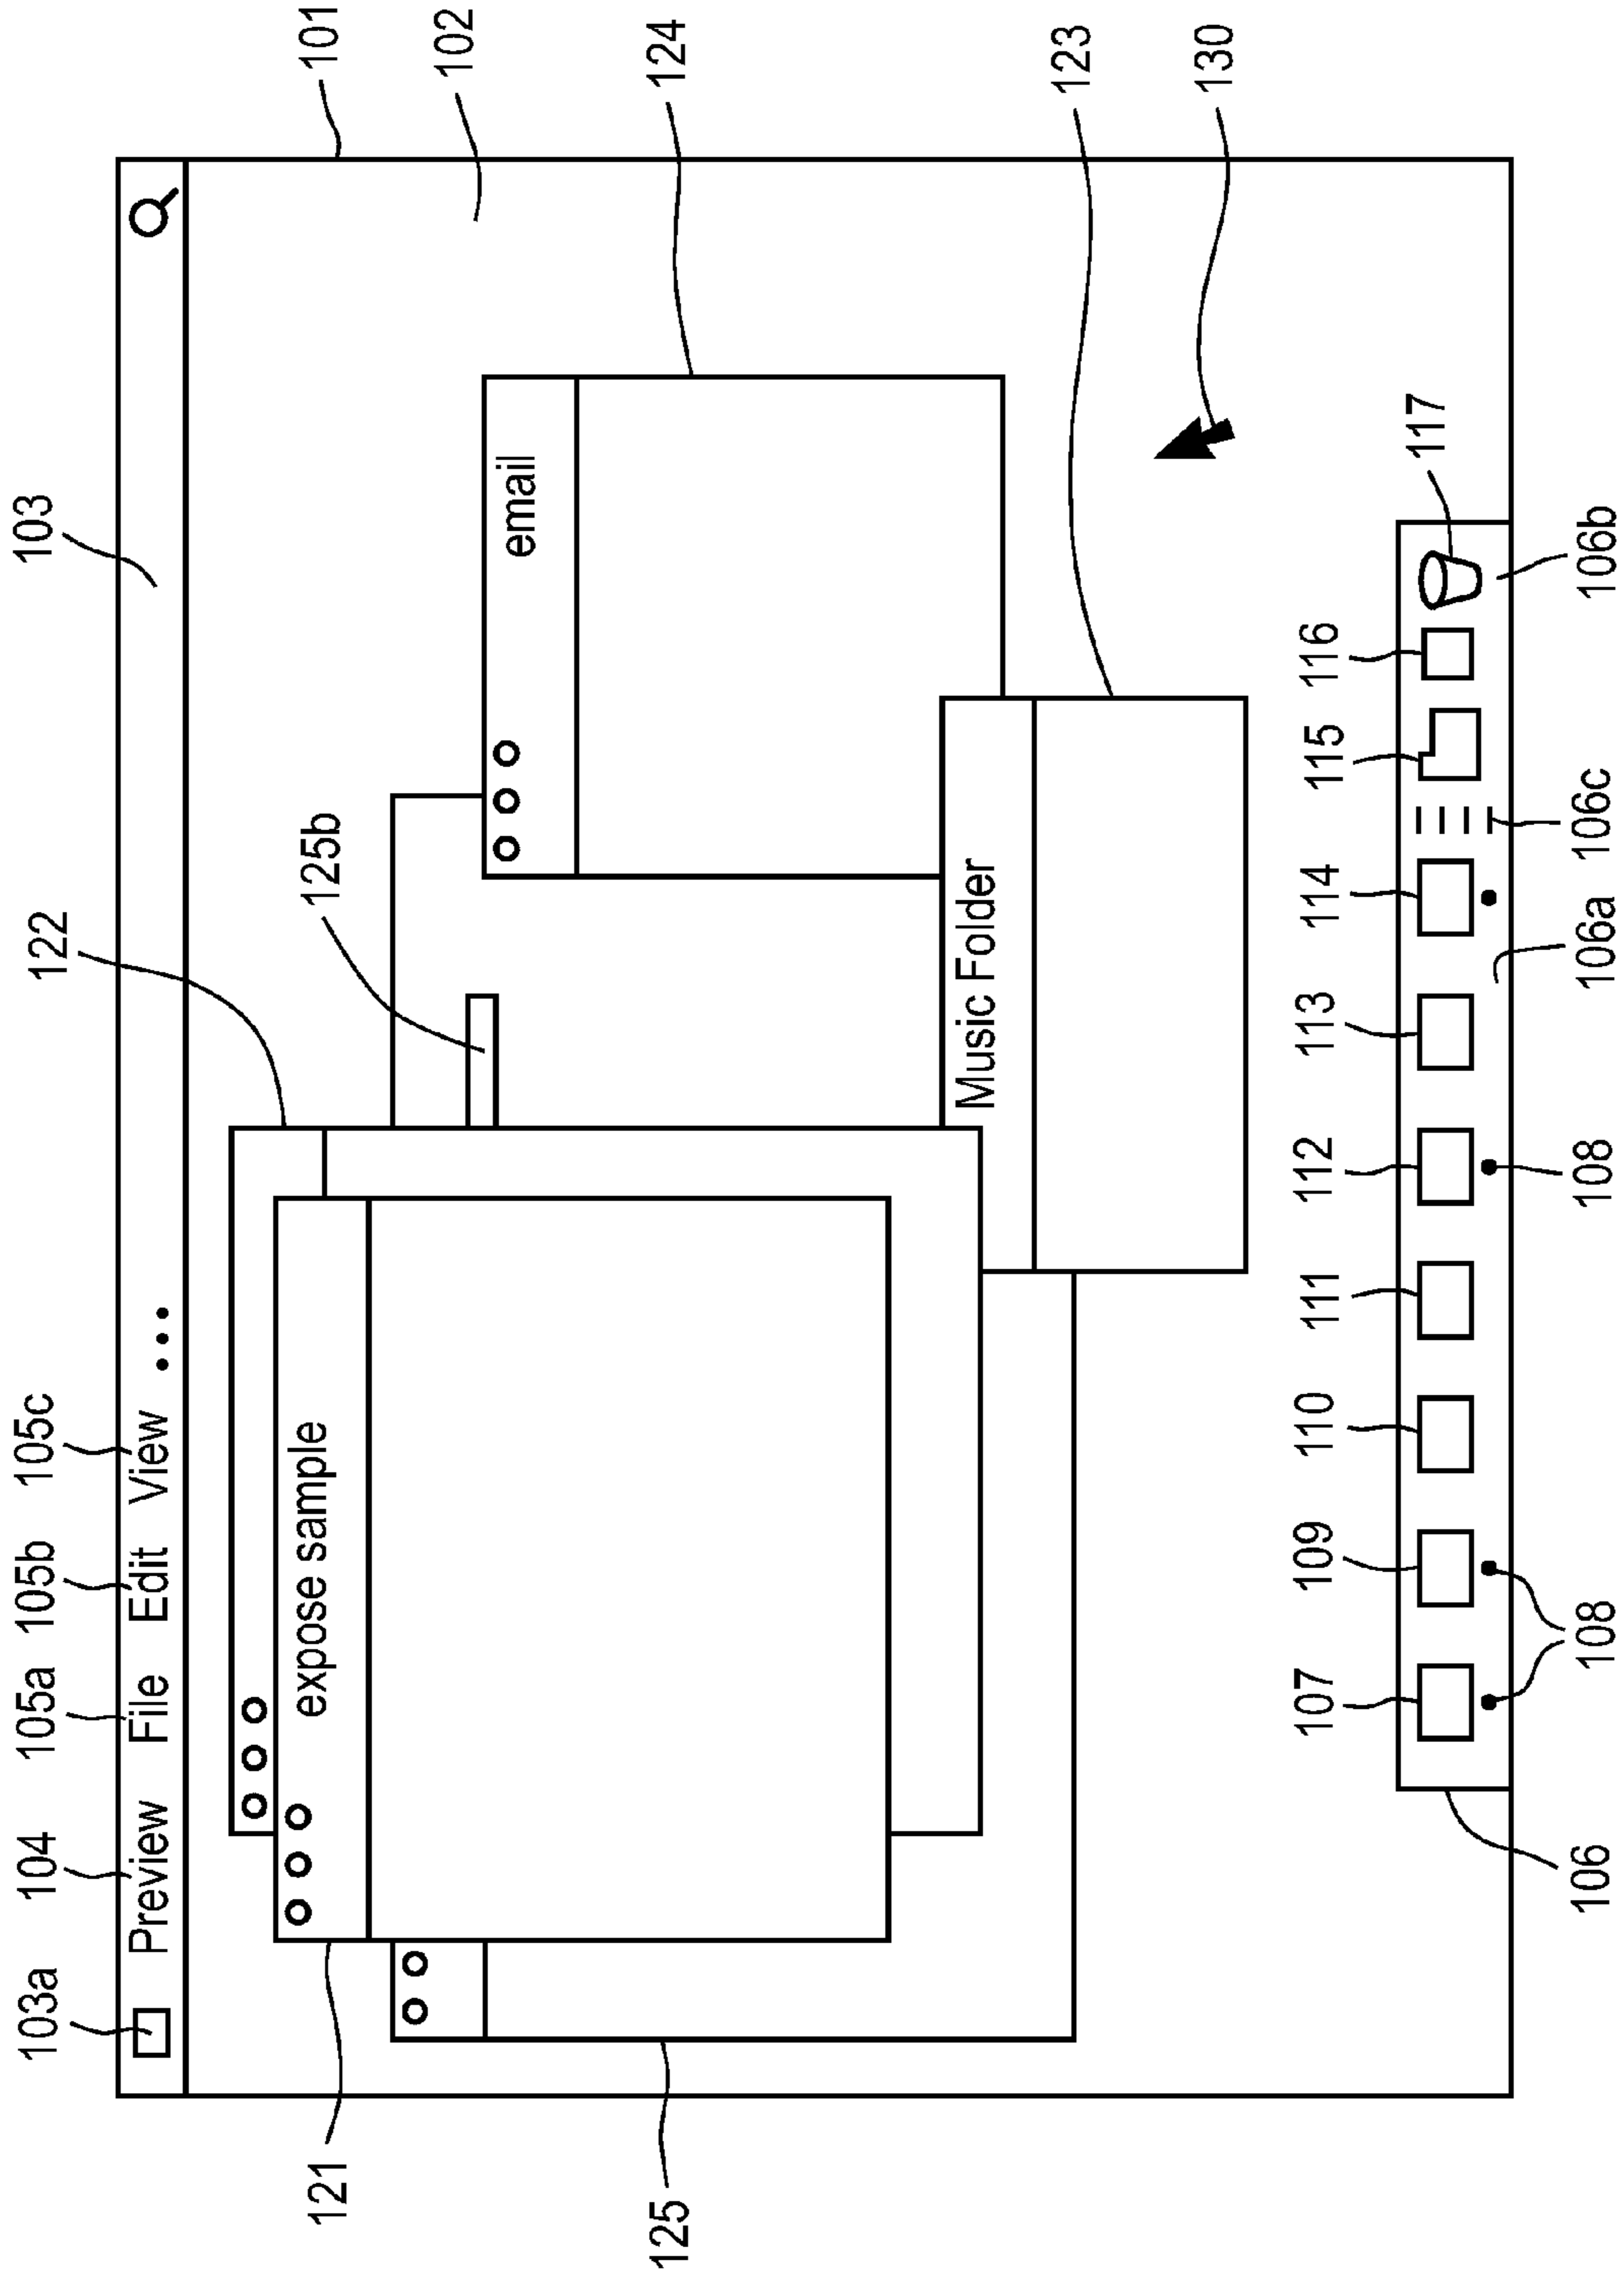 103
122
103a 104 105a 105b 105c
Preview File Edit View ...
101
102
124
123
130
125b
email
expose sample
Music Folder
121
125
107 109 110 111 112 113 114 115 116 117
106 108 108 106a 106c 106b